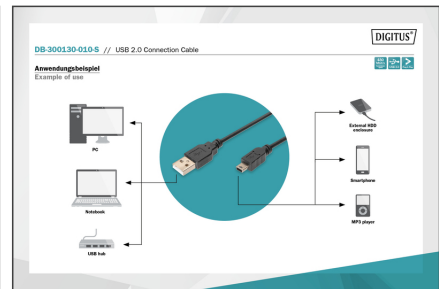 DIGITUS®
DB-300130-010-S // USB 2.0 Connection Cable
Anwendungsbeispiel
Example of use
PC
Notebook
USB hub
External HDD
enclosure
Smartphone
MP3 player